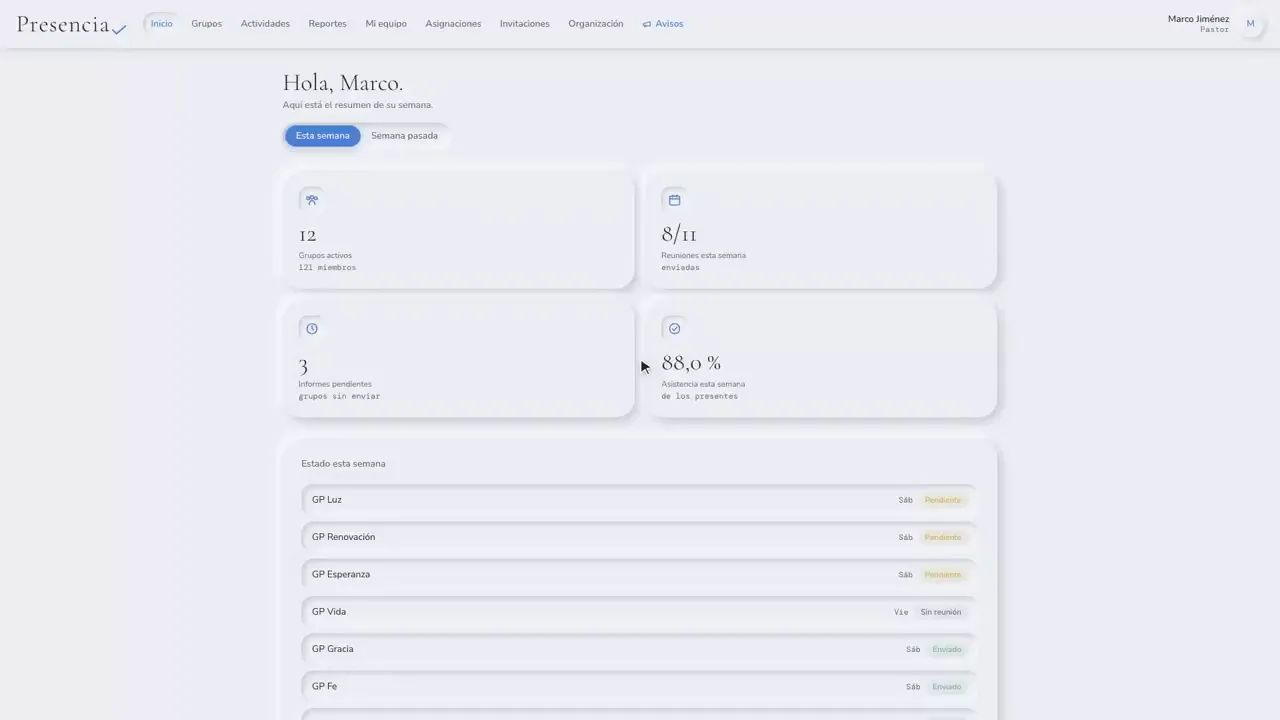 Presencia
Inicio Grupos Actividades Reportes Mi equipo Asignaciones Invitaciones Organización Avisos
Marco Jiménez
Pastor
M
Hola, Marco.
Aquí está el resumen de su semana.
Esta semana Semana pasada
12
Grupos activos
121 miembros
8/11
Reuniones esta semana
enviadas
3
Informes pendientes
grupos sin enviar
88,0 %
Asistencia esta semana
de los presentes
Estado esta semana
GP Luz Sáb Pendiente
GP Renovación Sáb Pendiente
GP Esperanza Sáb Pendiente
GP Vida Vie Sin reunión
GP Gracia Sáb Enviado
GP Fe Sáb Enviado